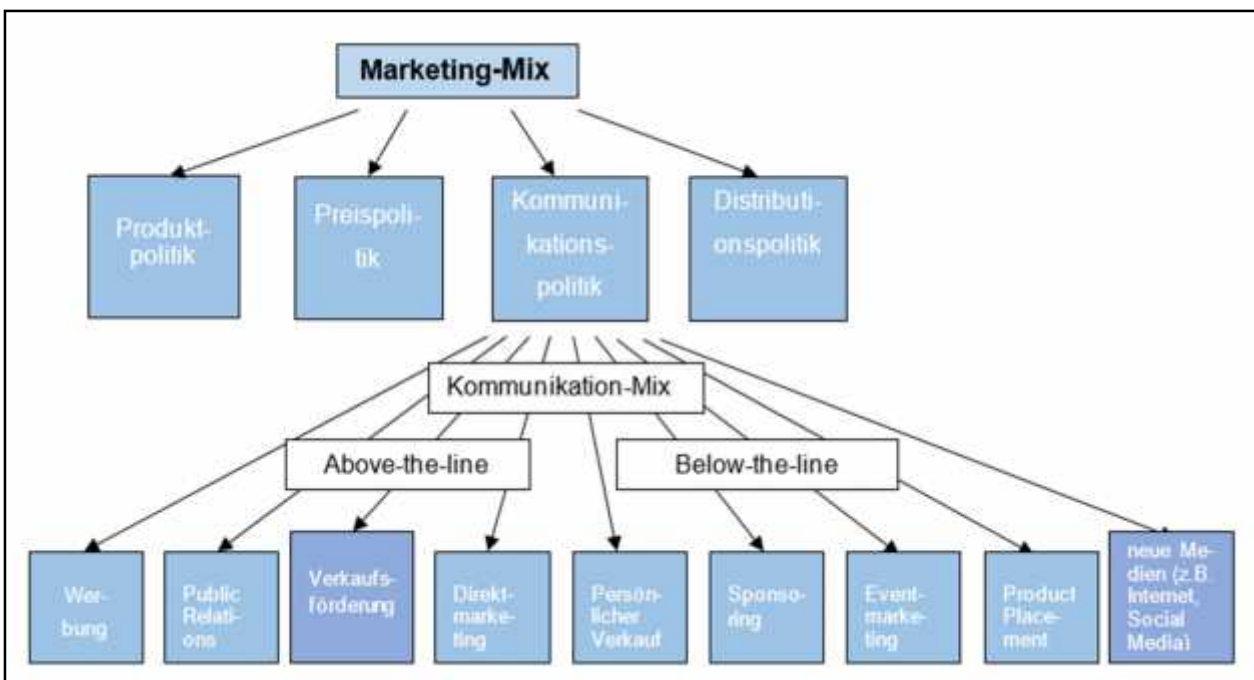 Marketing-Mix
Produkt-
politik
Preispoli-
tik
Kommuni-
kations-
politik
Distributi-
onspolitik
Kommunikation-Mix
Above-the-line
Below-the-line
Wer-
bung
Public
Relati-
ons
Verkaufs-
förderung
Direkt-
marke-
ting
Persön-
licher
Verkauf
Sponso-
ring
Event-
marke-
ting
Product
Place-
ment
neue Me-
dien (z.B.
Internet,
Social
Media)